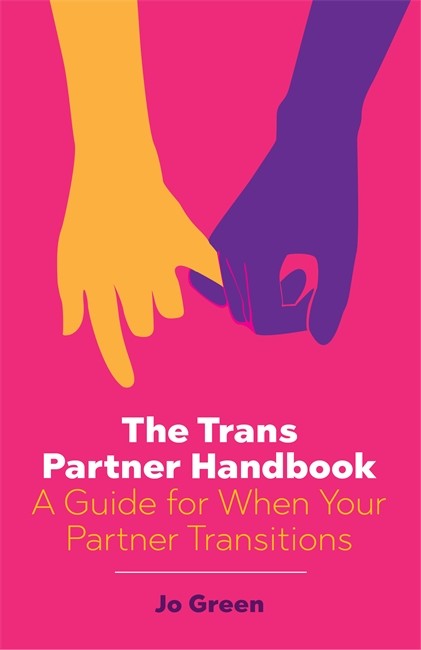 The Trans
Partner Handbook
A Guide for When Your
Partner Transitions
Jo Green